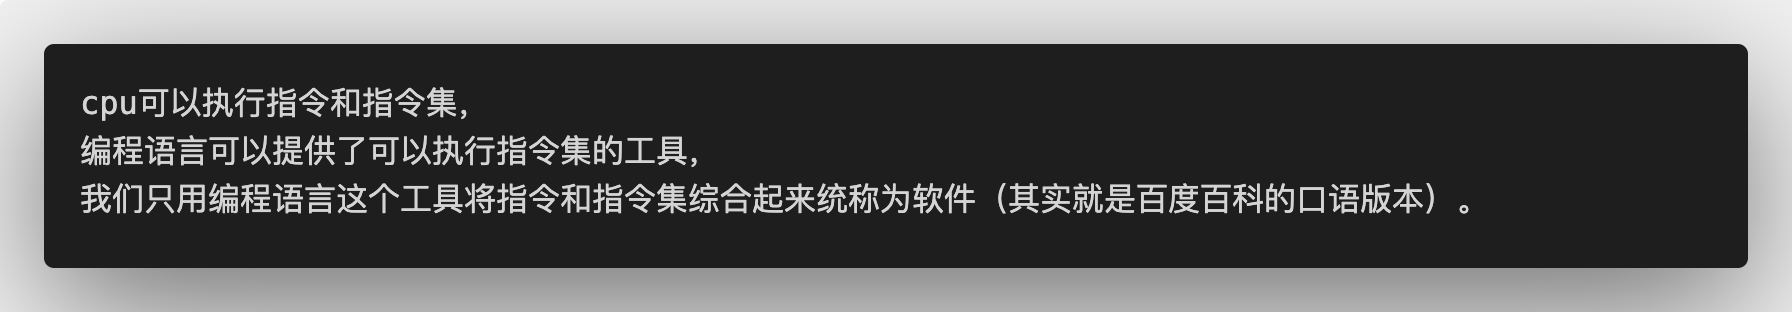 cpu可以执行指令和指令集，
编程语言可以提供了可以执行指令集的工具，
我们只用编程语言这个工具将指令和指令集综合起来统称为软件（其实就是百度百科的口语版本）。